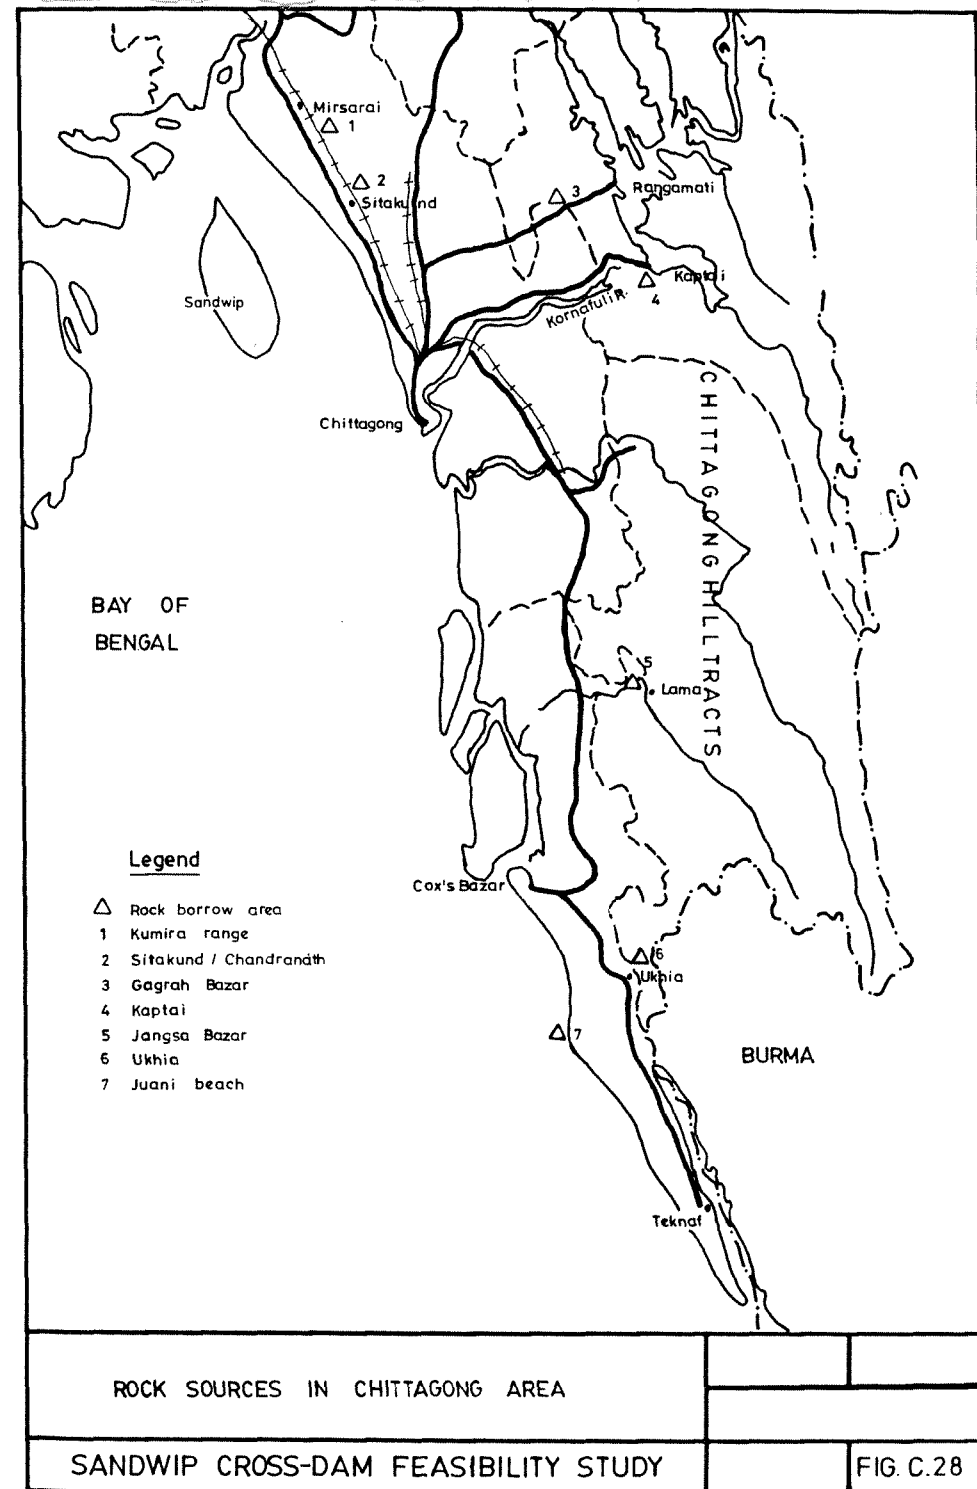 Mirsarai
1
2
Sitakund
3
Rangamati
Sandwip
Kaptai
4
Kornafuli R.
Chittagong
CHITTAGONG HILL TRACTS
BAY OF
BENGAL
5
Lama
Legend
Rock borrow area
1 Kumira range
2 Sitakund / Chandranath
3 Gagrah Bazar
4 Kaptai
5 Jangsa Bazar
6 Ukhia
7 Juani beach
Cox's Bazar
6
Ukhia
7
BURMA
Teknaf
ROCK SOURCES IN CHITTAGONG AREA
SANDWIP CROSS-DAM FEASIBILITY STUDY
FIG. C.28